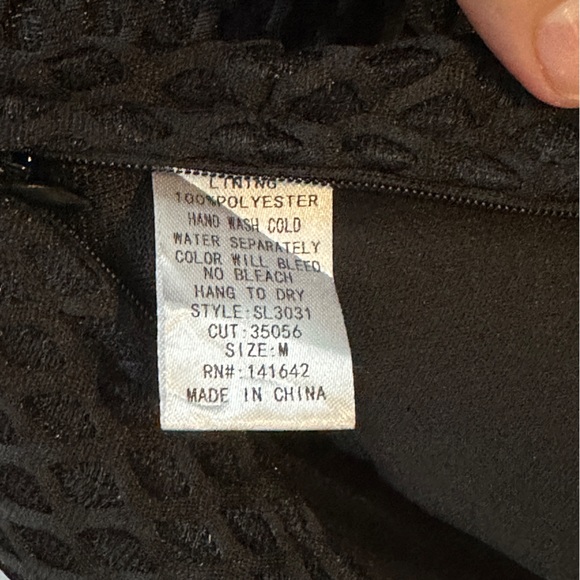 LINING
100%POLYESTER
HAND WASH COLD
WATER SEPARATELY
COLOR WILL BLEED
NO BLEACH
HANG TO DRY
STYLE:SL3031
CUT:35056
SIZE:M
RN#:141642
MADE IN CHINA